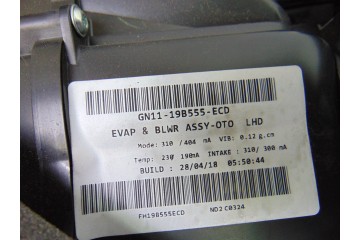 GN11-19B555-ECD
EVAP & BLWR ASSY-OTO LHD
Mode: 310 /404 mA VIB: 0.12 g.cm
Temp: 230 190mA INTAKE : 310/ 300 mA
BUILD : 28/04/18 05:50:44
FH19B555ECD ND2C0324